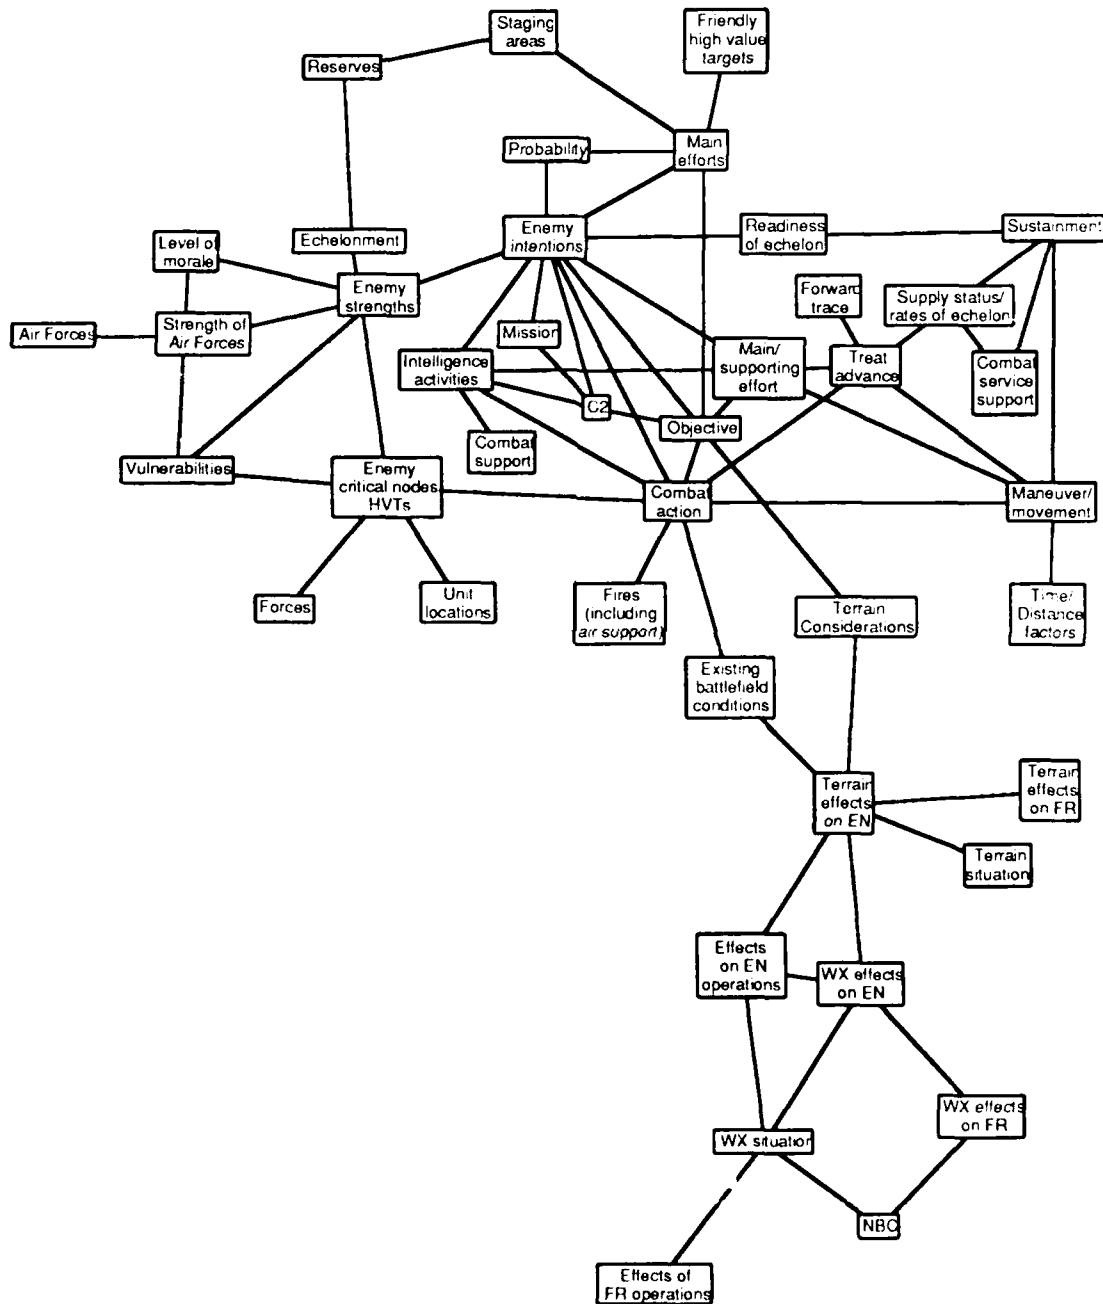 Staging
areas
Friendly
high value
targets
Reserves
Probability
Main
efforts
Level of
morale
Echelonment
Enemy
intentions
Readiness
of echelon
Sustainment
Enemy
strengths
Forward
trace
Supply status/
rates of echelon
Air Forces
Strength of
Air Forces
Mission
Intelligence
activities
Main/
supporting
effort
Treat
advance
Combat
service
support
C2
Objective
Combat
support
Vulnerabilities
Enemy
critical nodes
HVTs
Combat
action
Maneuver/
movement
Forces
Unit
locations
Fires
(including
air support)
Terrain
Considerations
Time/
Distance
factors
Existing
battlefield
conditions
Terrain
effects
on EN
Terrain
effects
on FR
Terrain
situation
Effects
on EN
operations
WX effects
on EN
WX effects
on FR
WX situation
NBC
Effects of
FR operations